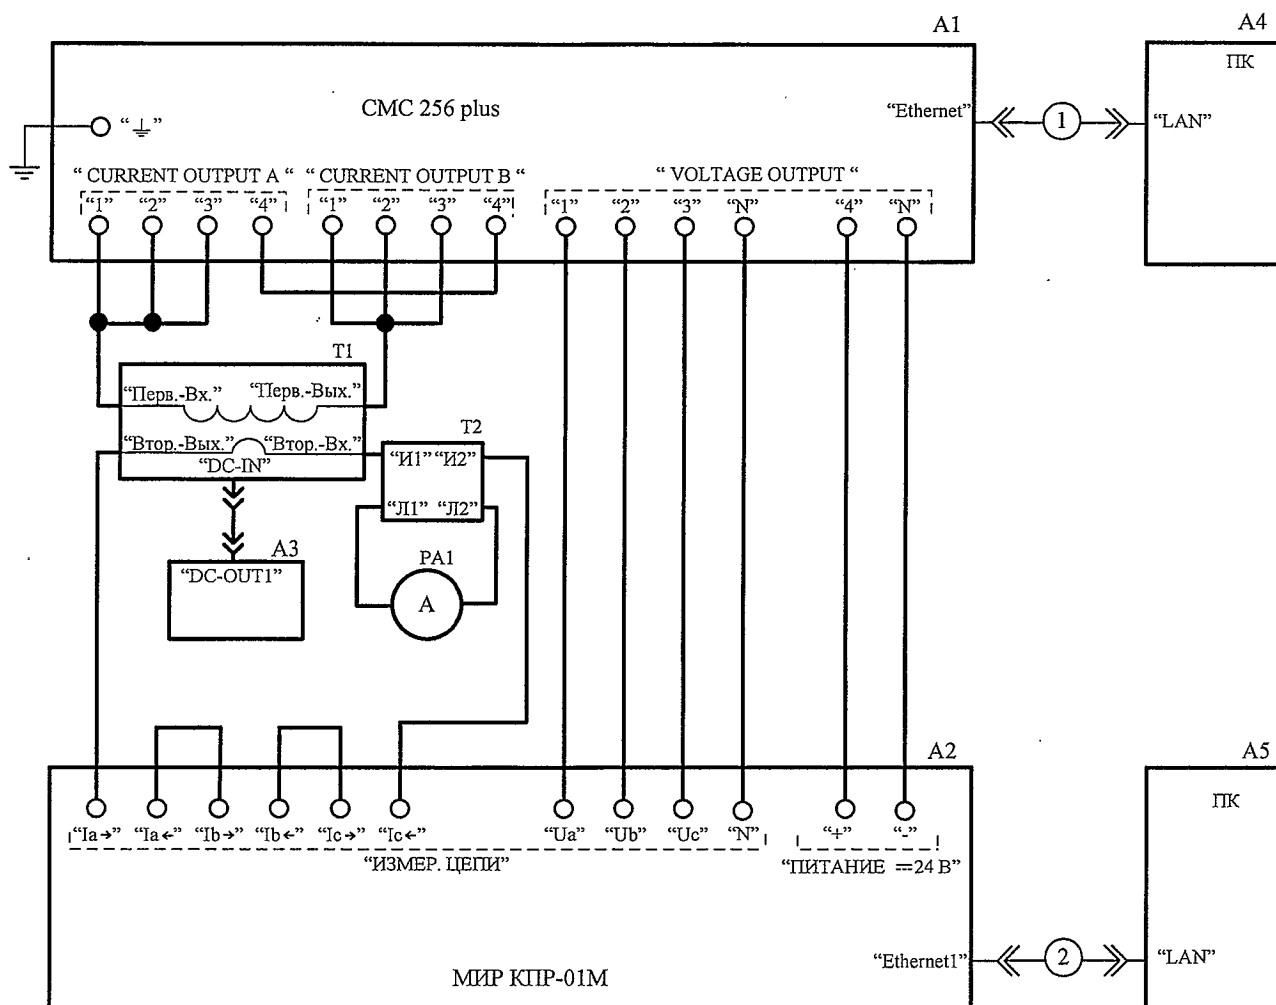 A1
A4
ПК
CMC 256 plus
“⏚”
“Ethernet”
1
“LAN”
“ CURRENT OUTPUT A “
“ CURRENT OUTPUT B “
“ VOLTAGE OUTPUT “
“1” “2” “3” “4”
“1” “2” “3” “4”
“1” “2” “3” “N” “4” “N”
T1
“Перв.-Вх.” “Перв.-Вых.”
“Втор.-Вых.” “Втор.-Вх.”
“DC-IN”
T2
“И1” “И2”
“Л1” “Л2”
A3
“DC-OUT1”
PA1
A
A2
A5
ПК
“Ia→” “Ia←” “Ib→” “Ib←” “Ic→” “Ic←” “Ua” “Ub” “Uc” “N” “+” “-”
“ИЗМЕР. ЦЕПИ”
“ПИТАНИЕ ═24 В”
“Ethernet1”
2
“LAN”
МИР КПР-01М